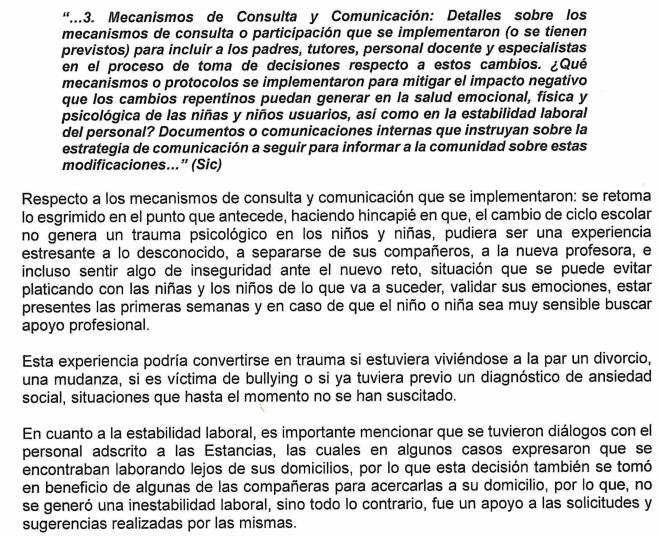 "...3. Mecanismos de Consulta y Comunicación: Detalles sobre los
mecanismos de consulta o participación que se implementaron (o se tienen
previstos) para incluir a los padres, tutores, personal docente y especialistas
en el proceso de toma de decisiones respecto a estos cambios. ¿Qué
mecanismos o protocolos se implementaron para mitigar el impacto negativo
que los cambios repentinos puedan generar en la salud emocional, física y
psicológica de las niñas y niños usuarios, así como en la estabilidad laboral
del personal? Documentos o comunicaciones internas que instruyan sobre la
estrategia de comunicación a seguir para informar a la comunidad sobre estas
modificaciones..." (Sic)
Respecto a los mecanismos de consulta y comunicación que se implementaron: se retoma
lo esgrimido en el punto que antecede, haciendo hincapié en que, el cambio de ciclo escolar
no genera un trauma psicológico en los niños y niñas, pudiera ser una experiencia
estresante a lo desconocido, a separarse de sus compañeros, a la nueva profesora, e
incluso sentir algo de inseguridad ante el nuevo reto, situación que se puede evitar
platicando con las niñas y los niños de lo que va a suceder, validar sus emociones, estar
presentes las primeras semanas y en caso de que el niño o niña sea muy sensible buscar
apoyo profesional.
Esta experiencia podría convertirse en trauma si estuviera viviéndose a la par un divorcio,
una mudanza, si es víctima de bullying o si ya tuviera previo un diagnóstico de ansiedad
social, situaciones que hasta el momento no se han suscitado.
En cuanto a la estabilidad laboral, es importante mencionar que se tuvieron diálogos con el
personal adscrito a las Estancias, las cuales en algunos casos expresaron que se
encontraban laborando lejos de sus domicilios, por lo que esta decisión también se tomó
en beneficio de algunas de las compañeras para acercarlas a su domicilio, por lo que, no
se generó una inestabilidad laboral, sino todo lo contrario, fue un apoyo a las solicitudes y
sugerencias realizadas por las mismas.